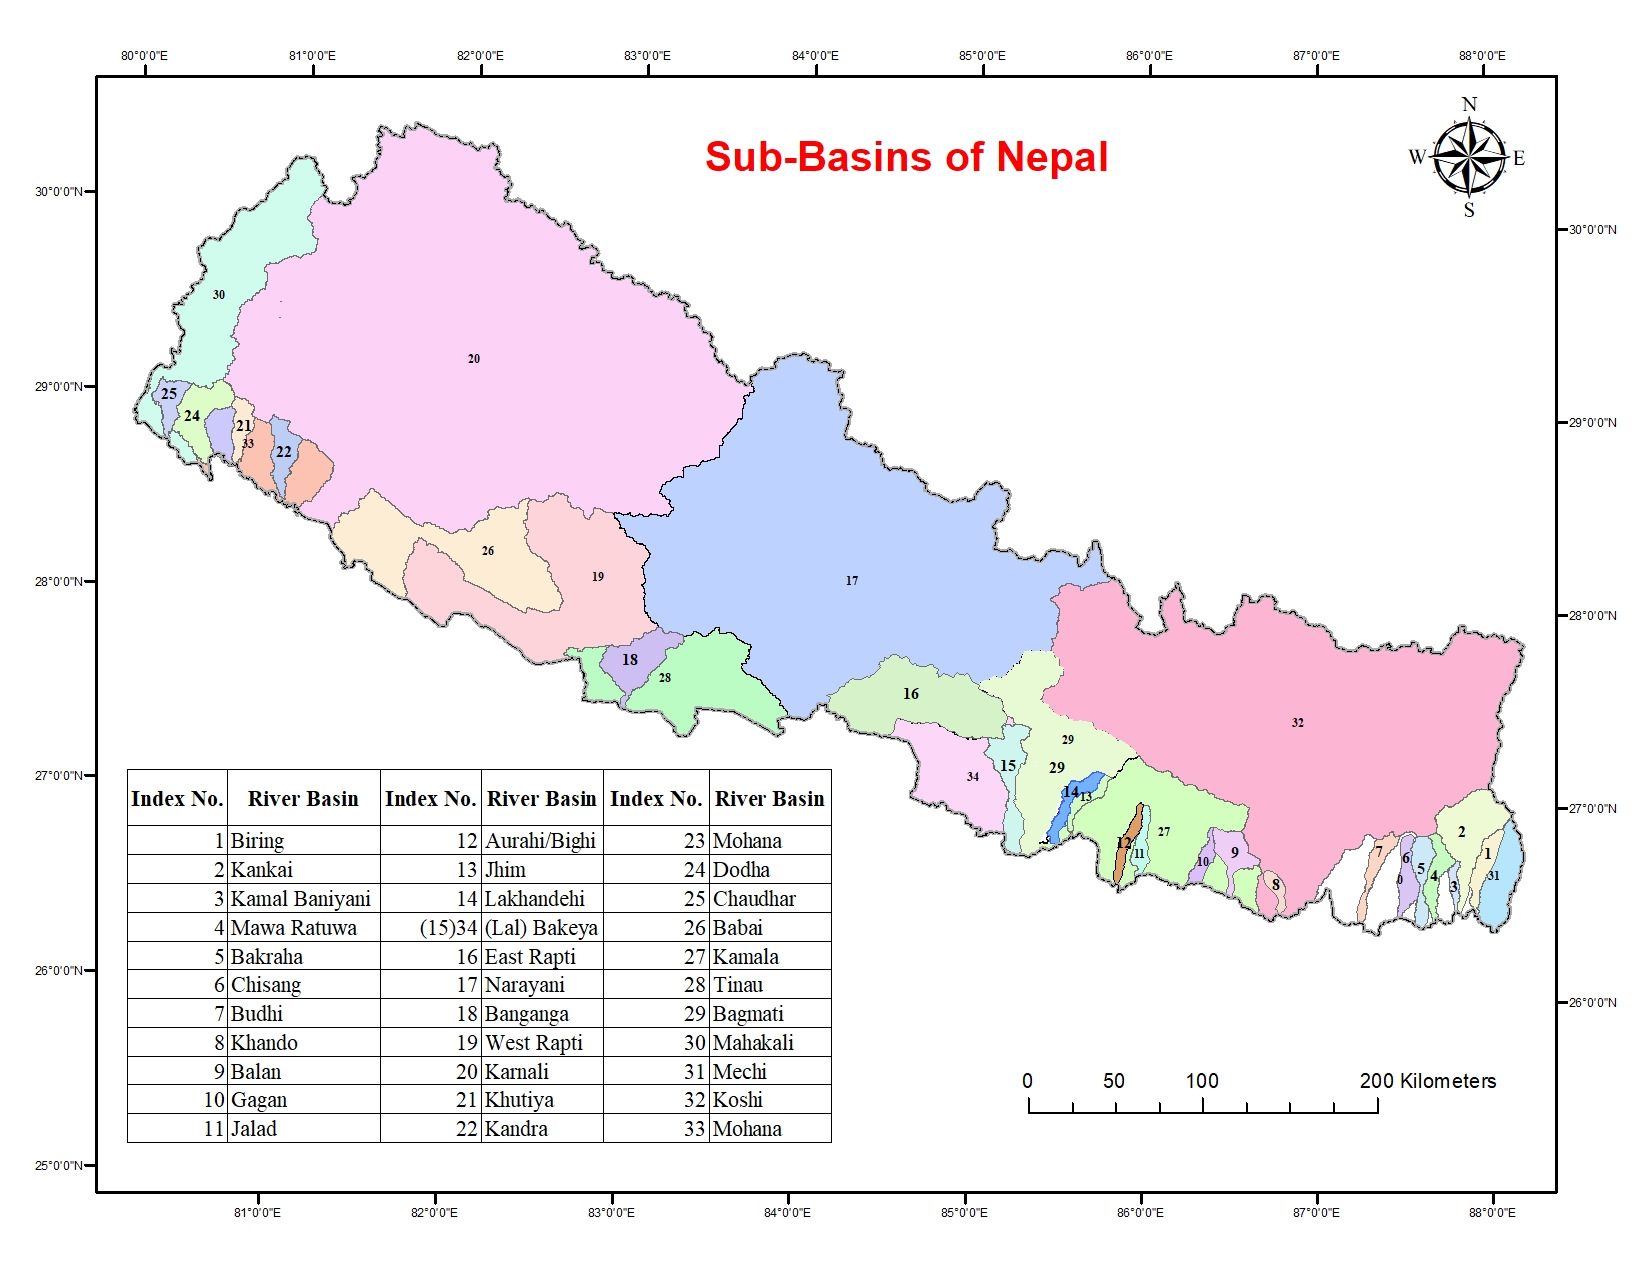 80°0'0"E 81°0'0"E 82°0'0"E 83°0'0"E 84°0'0"E 85°0'0"E 86°0'0"E 87°0'0"E 88°0'0"E
N
W E
S
Sub-Basins of Nepal
30°0'0"N
30°0'0"N
30
20
29°0'0"N
25
24
21
33
22
29°0'0"N
26
19
17
28°0'0"N
28°0'0"N
18
28
16
32
29
29
15
34
27°0'0"N
14
13
27°0'0"N
12
11
27
10
9
8
7
6
0
5
4
3
2
1
31
Index No. River Basin Index No. River Basin Index No. River Basin
1 Biring 12 Aurahi/Bighi 23 Mohana
2 Kankai 13 Jhim 24 Dodha
3 Kamal Baniyani 14 Lakhandehi 25 Chaudhar
4 Mawa Ratuwa (15)34 (Lal) Bakeya 26 Babai
5 Bakraha 16 East Rapti 27 Kamala
6 Chisang 17 Narayani 28 Tinau
7 Budhi 18 Banganga 29 Bagmati
8 Khando 19 West Rapti 30 Mahakali
9 Balan 20 Karnali 31 Mechi
10 Gagan 21 Khutiya 32 Koshi
11 Jalad 22 Kandra 33 Mohana
26°0'0"N
26°0'0"N
0 50 100 200 Kilometers
25°0'0"N
81°0'0"E 82°0'0"E 83°0'0"E 84°0'0"E 85°0'0"E 86°0'0"E 87°0'0"E 88°0'0"E